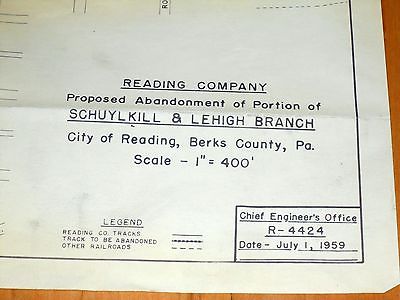 READING COMPANY
Proposed Abandonment of Portion of
SCHUYLKILL & LEHIGH BRANCH
City of Reading, Berks County, Pa.
Scale - 1" = 400'
LEGEND
READING CO. TRACKS
TRACK TO BE ABANDONED
OTHER RAILROADS
Chief Engineer's Office
R-4424
Date - July 1, 1959